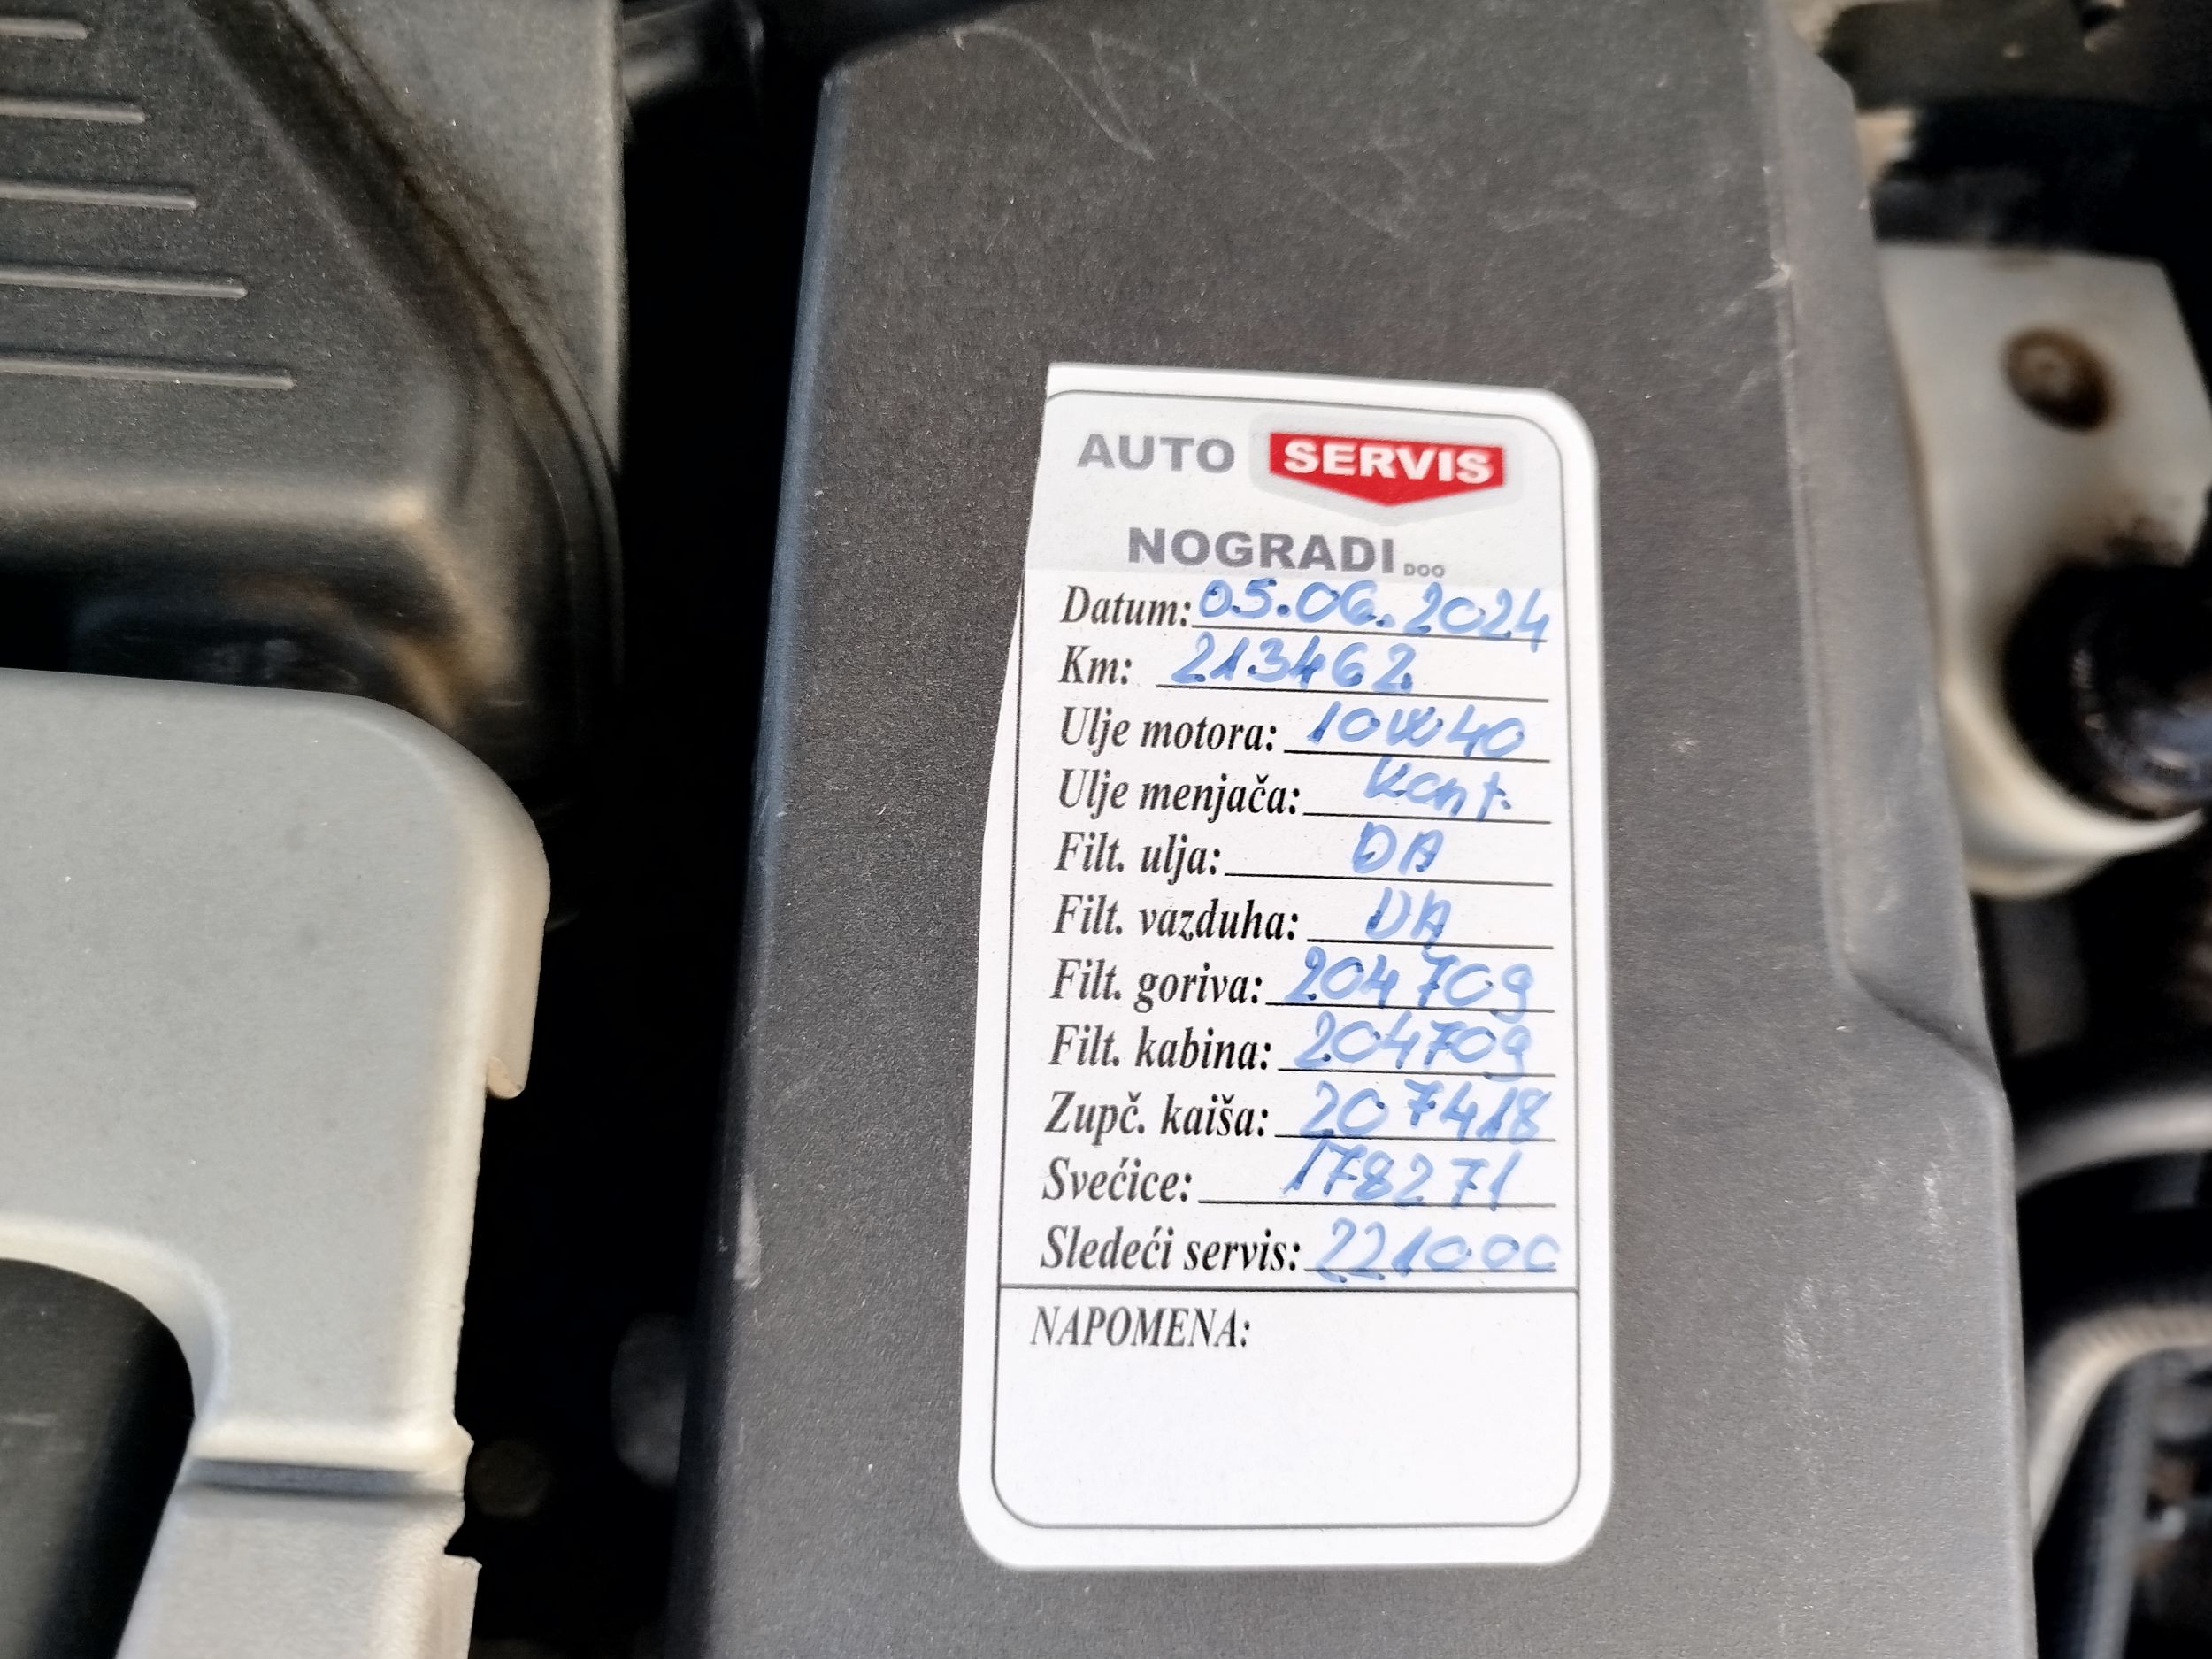 AUTO SERVIS
NOGRADI DOO
Datum: 05.06.2024
Km: 213462
Ulje motora: 10W40
Ulje menjača: Kont.
Filt. ulja: DA
Filt. vazduha: DA
Filt. goriva: 204709
Filt. kabina: 204709
Zupč. kaiša: 207418
Svećice: 178271
Sledeći servis: 221000
NAPOMENA: